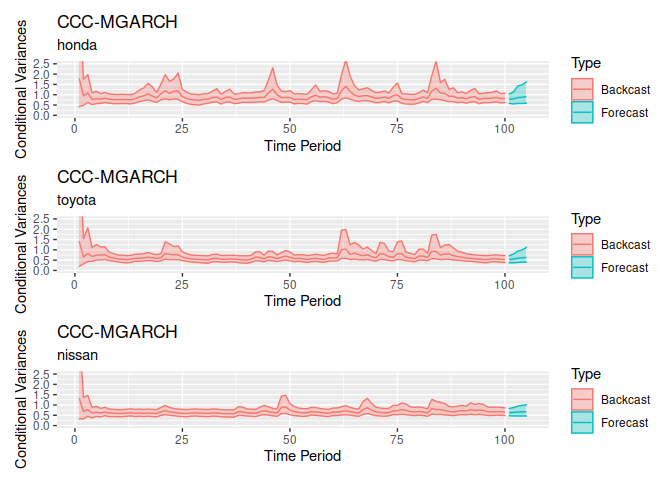 CCC-MGARCH
honda
Conditional Variances
2.5
2.0
1.5
1.0
0.5
0.0
0
25
50
75
100
Time Period
Type
Backcast
Forecast
CCC-MGARCH
toyota
Conditional Variances
2.5
2.0
1.5
1.0
0.5
0.0
0
25
50
75
100
Time Period
Type
Backcast
Forecast
CCC-MGARCH
nissan
Conditional Variances
2.5
2.0
1.5
1.0
0.5
0.0
0
25
50
75
100
Time Period
Type
Backcast
Forecast